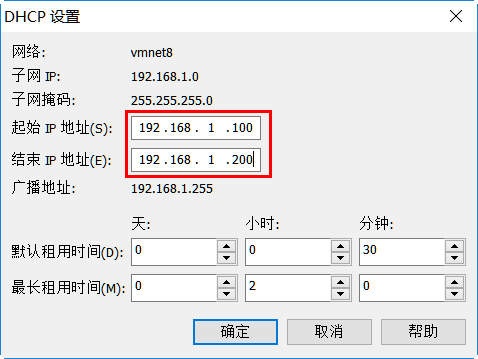 DHCP 设置
网络: vmnet8
子网 IP: 192.168.1.0
子网掩码: 255.255.255.0
起始 IP 地址(S): 192 . 168 . 1 . 100
结束 IP 地址(E): 192 . 168 . 1 . 200
广播地址: 192.168.1.255
天: 小时: 分钟:
默认租用时间(D): 0 0 30
最长租用时间(M): 0 2 0
确定 取消 帮助